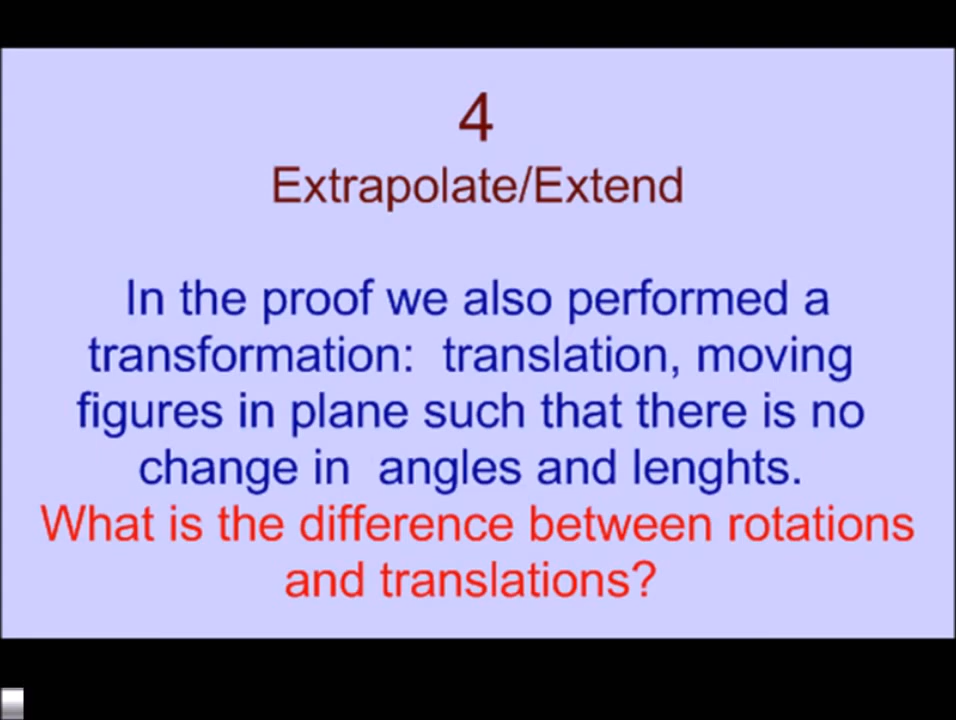 4
Extrapolate/Extend
In the proof we also performed a
transformation:  translation, moving
figures in plane such that there is no
change in  angles and lenghts.
What is the difference between rotations
and translations?